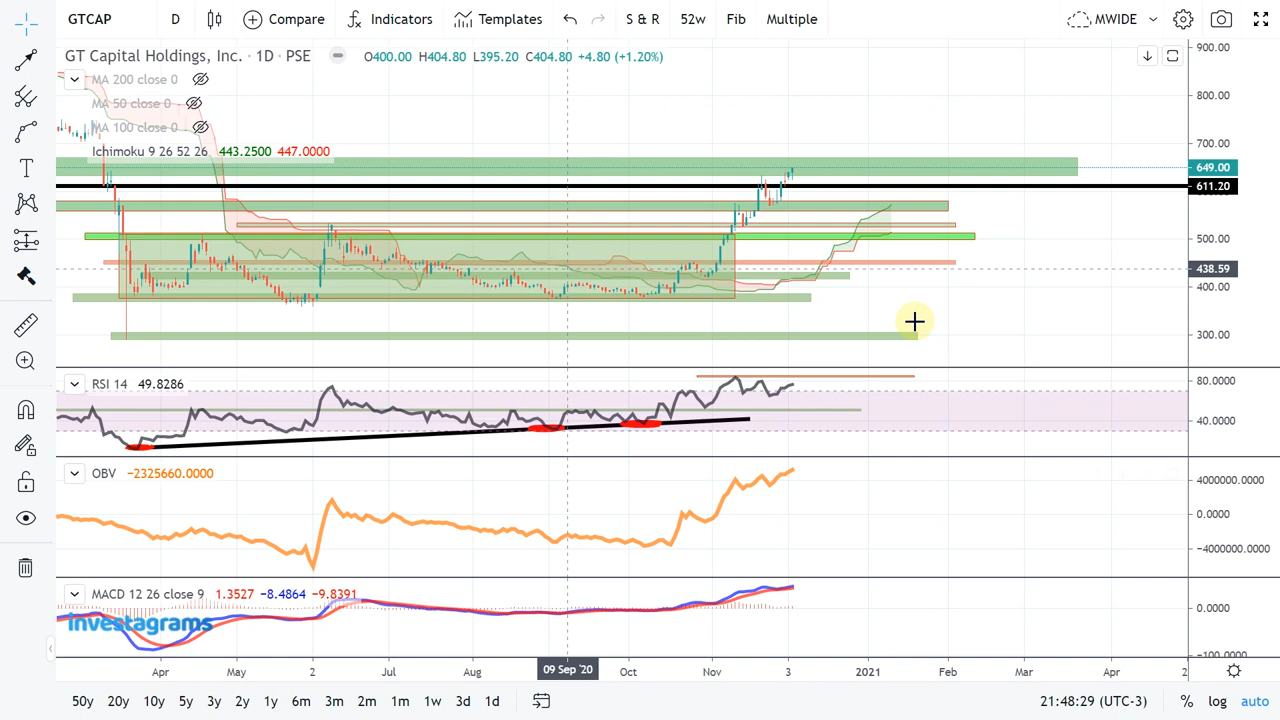 GTCAP D Compare Indicators Templates S & R 52w Fib Multiple MWIDE
GT Capital Holdings, Inc. · 1D · PSE O400.00 H404.80 L395.20 C404.80 +4.80 (+1.20%)
MA 200 close 0
MA 50 close 0
MA 100 close 0
Ichimoku 9 26 52 26 443.2500 447.0000
900.00
800.00
700.00
649.00
611.20
500.00
438.59
400.00
300.00
RSI 14 49.8286
80.0000
40.0000
OBV −2325660.0000
4000000.0000
0.0000
−4000000.0000
MACD 12 26 close 9 1.3527 −8.4864 −9.8391
0.0000
investagrams
−100.0000
Apr May 2 Jul Aug 09 Sep '20 Oct Nov 3 2021 Feb Mar Apr 2
50y 20y 10y 5y 3y 2y 1y 6m 3m 2m 1m 1w 3d 1d 21:48:29 (UTC-3) % log auto